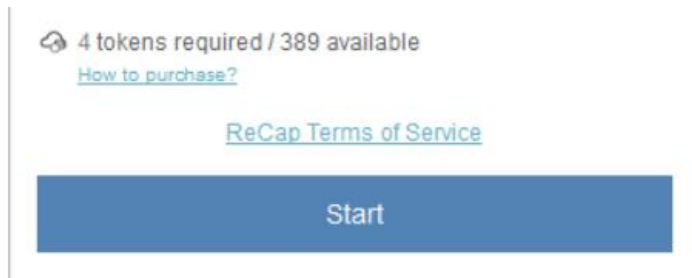 4 tokens required / 389 available
How to purchase?
ReCap Terms of Service
Start